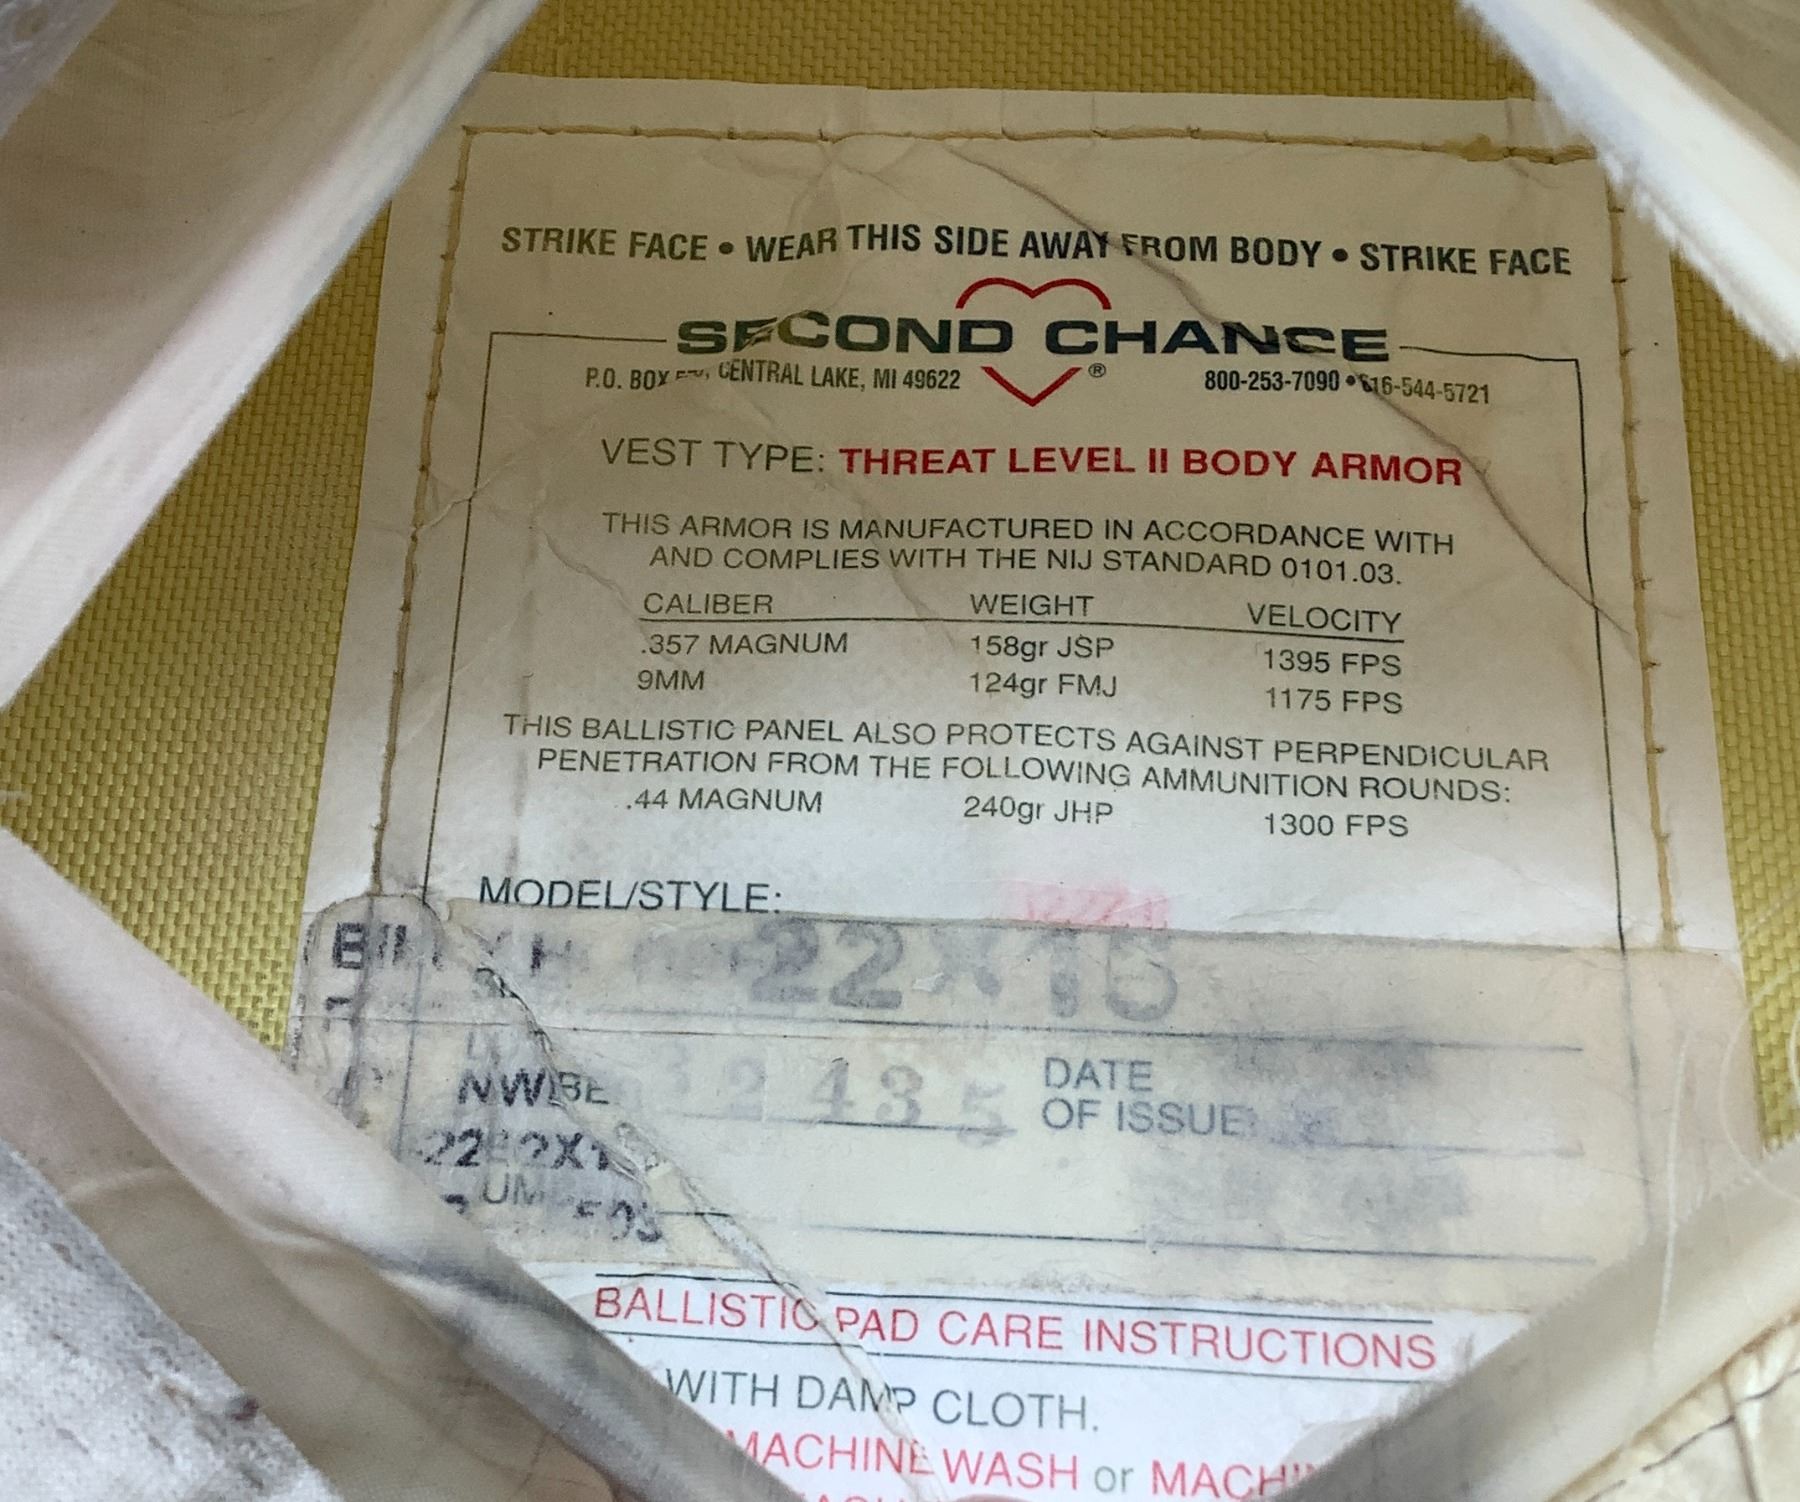 STRIKE FACE • WEAR THIS SIDE AWAY FROM BODY • STRIKE FACE
SECOND CHANCE
P.O. BOX CENTRAL LAKE, MI 49622 ® 800-253-7090 • 616-544-5721
VEST TYPE: THREAT LEVEL II BODY ARMOR
THIS ARMOR IS MANUFACTURED IN ACCORDANCE WITH
AND COMPLIES WITH THE NIJ STANDARD 0101.03.
CALIBER WEIGHT VELOCITY
.357 MAGNUM 158gr JSP 1395 FPS
9MM 124gr FMJ 1175 FPS
THIS BALLISTIC PANEL ALSO PROTECTS AGAINST PERPENDICULAR
PENETRATION FROM THE FOLLOWING AMMUNITION ROUNDS:
.44 MAGNUM 240gr JHP 1300 FPS
MODEL/STYLE:
DATE
OF ISSUE
BALLISTIC PAD CARE INSTRUCTIONS
WITH DAMP CLOTH.
MACHINE WASH or